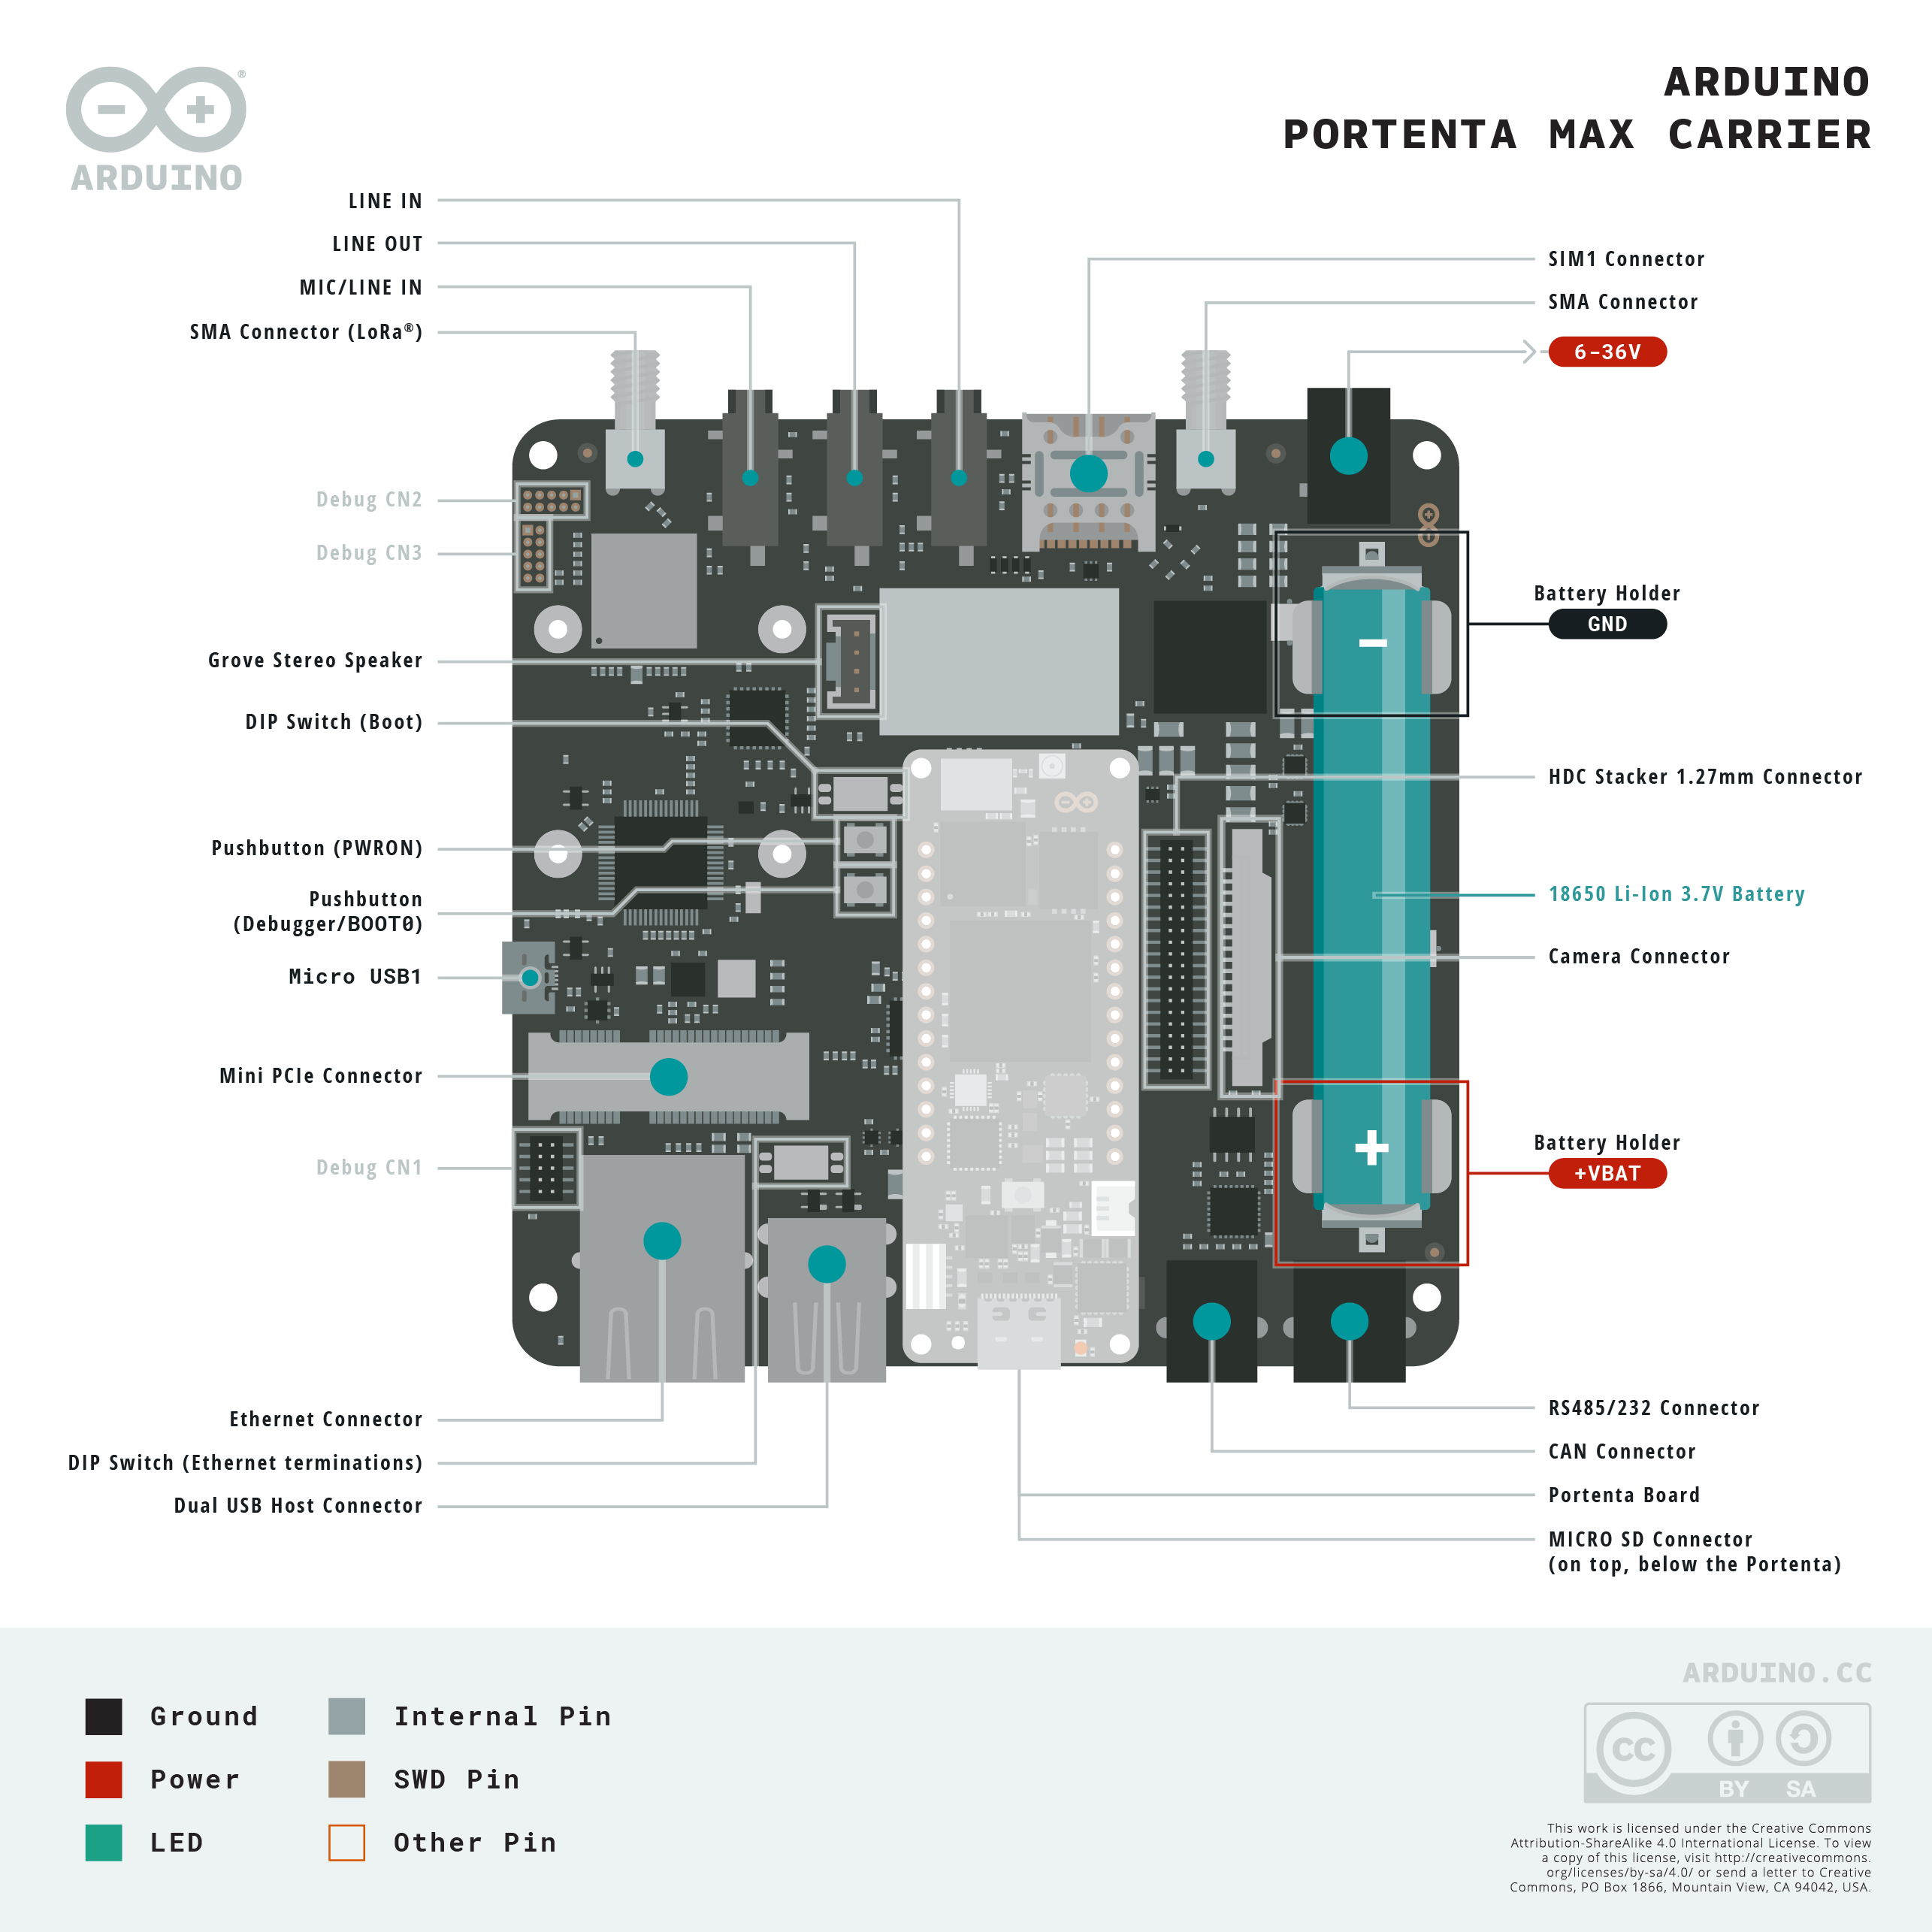 ARDUINO
PORTENTA MAX CARRIER
®
ARDUINO
LINE IN
LINE OUT
MIC/LINE IN
SMA Connector (LoRa®)
Debug CN2
Debug CN3
Grove Stereo Speaker
DIP Switch (Boot)
Pushbutton (PWRON)
Pushbutton
(Debugger/BOOT0)
Micro USB1
Mini PCIe Connector
Debug CN1
Ethernet Connector
DIP Switch (Ethernet terminations)
Dual USB Host Connector
SIM1 Connector
SMA Connector
6-36V
Battery Holder
GND
-
HDC Stacker 1.27mm Connector
18650 Li-Ion 3.7V Battery
Camera Connector
Battery Holder
+VBAT
+
RS485/232 Connector
CAN Connector
Portenta Board
MICRO SD Connector
(on top, below the Portenta)
Ground
Power
LED
Internal Pin
SWD Pin
Other Pin
ARDUINO.CC
CC
BY SA
This work is licensed under the Creative Commons
Attribution-ShareAlike 4.0 International License. To view
a copy of this license, visit http://creativecommons.
org/licenses/by-sa/4.0/ or send a letter to Creative
Commons, PO Box 1866, Mountain View, CA 94042, USA.